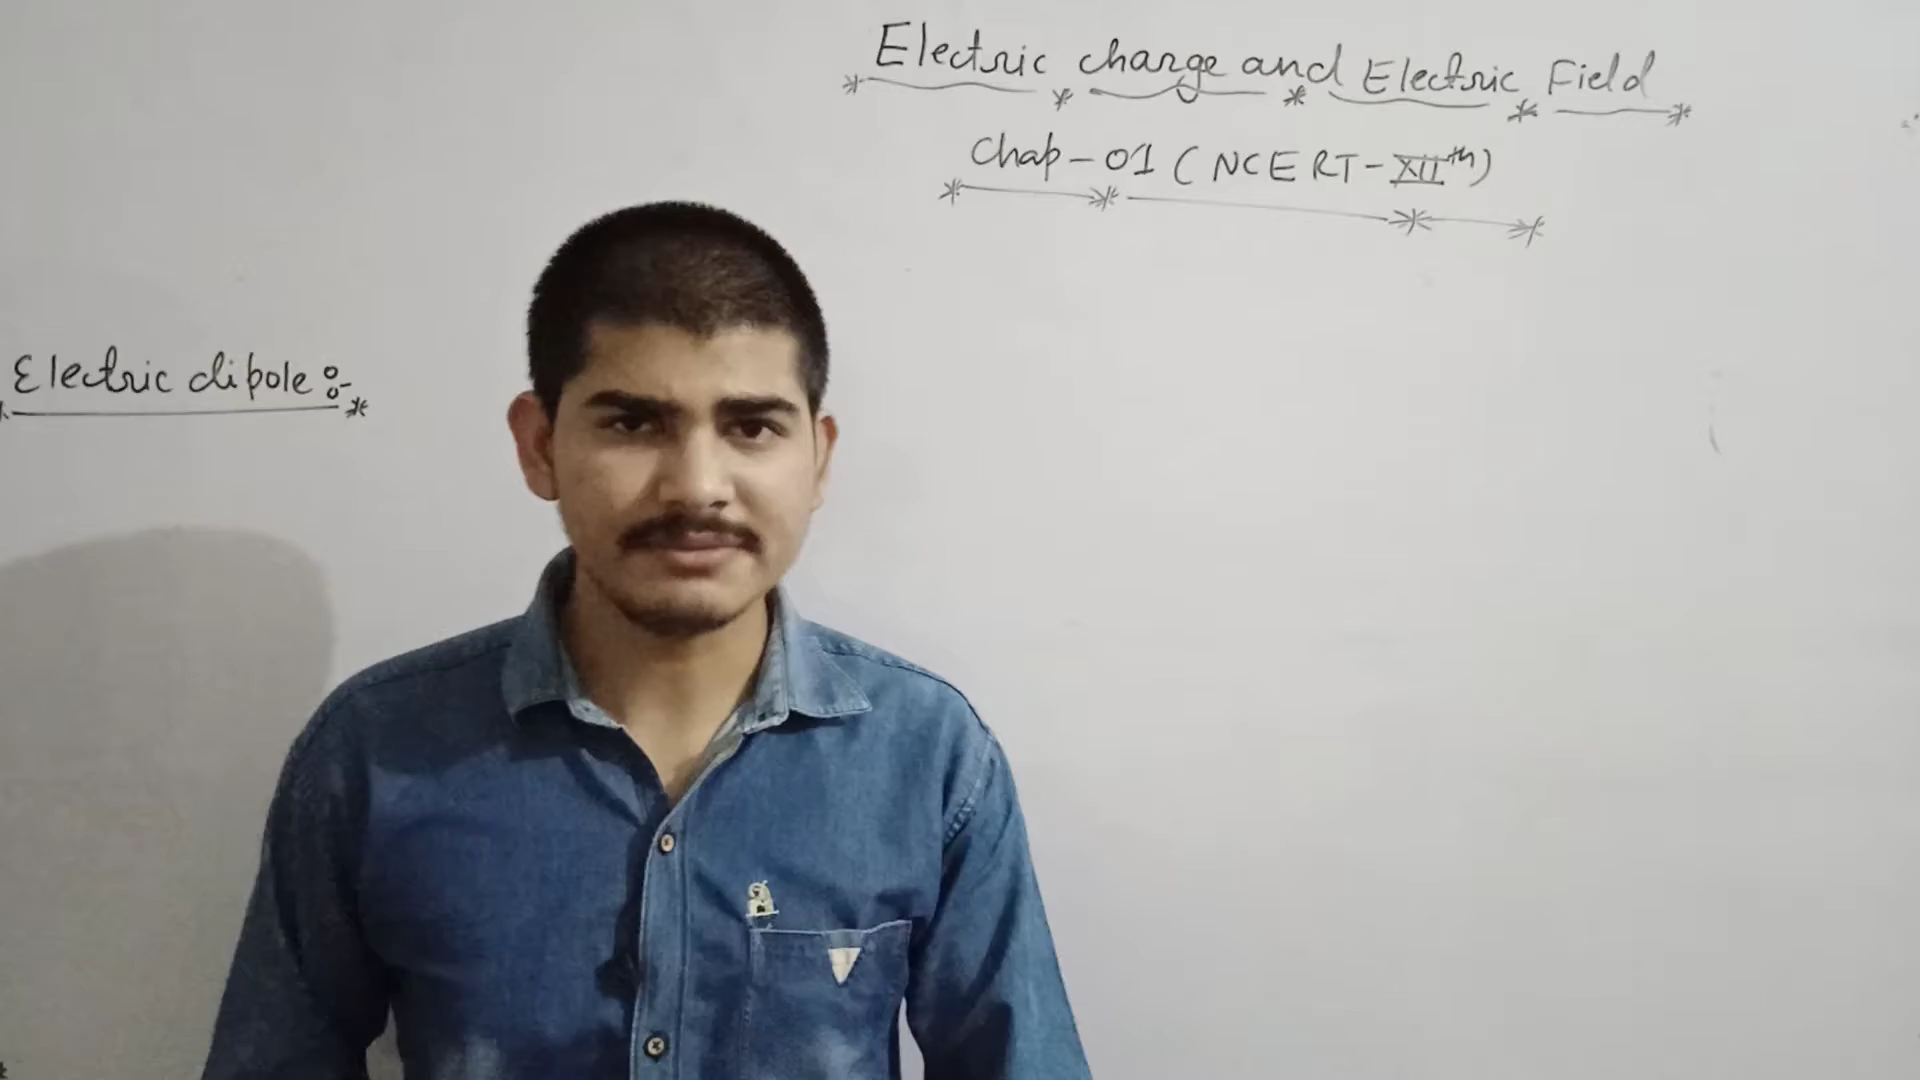 Electric charge and Electric Field
Chap-01 (NCERT-XIIth)
Electric dipole :-